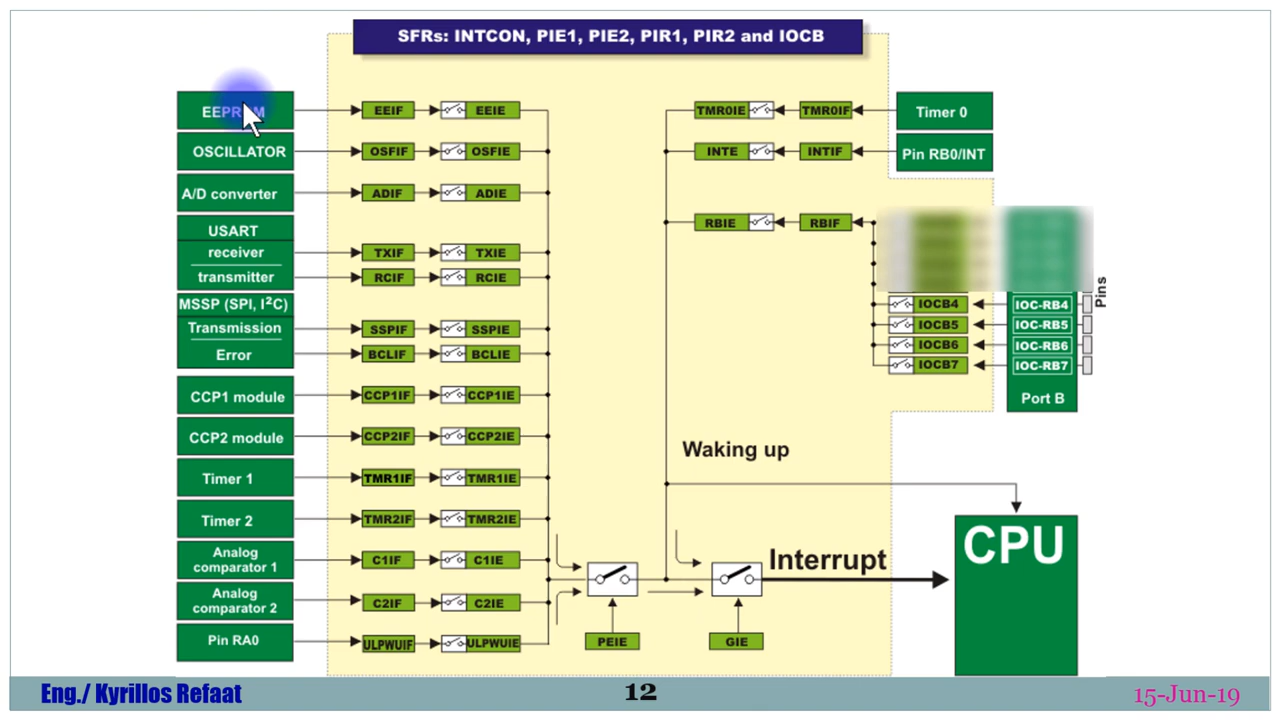 SFRs: INTCON, PIE1, PIE2, PIR1, PIR2 and IOCB
EEPROM EEIF EEIE
OSCILLATOR OSFIF OSFIE
A/D converter ADIF ADIE
USART
receiver TXIF TXIE
transmitter RCIF RCIE
MSSP (SPI, I²C)
Transmission SSPIF SSPIE
Error BCLIF BCLIE
CCP1 module CCP1IF CCP1IE
CCP2 module CCP2IF CCP2IE
Timer 1 TMR1IF TMR1IE
Timer 2 TMR2IF TMR2IE
Analog
comparator 1 C1IF C1IE
Analog
comparator 2 C2IF C2IE
Pin RA0 ULPWUIF ULPWUIE
TMR0IE TMR0IF Timer 0
INTE INTIF Pin RB0/INT
RBIE RBIF
IOCB4 IOC-RB4
IOCB5 IOC-RB5
IOCB6 IOC-RB6
IOCB7 IOC-RB7
Pins
Port B
Waking up
Interrupt
CPU
PEIE GIE
Eng./ Kyrillos Refaat 12 15-Jun-19